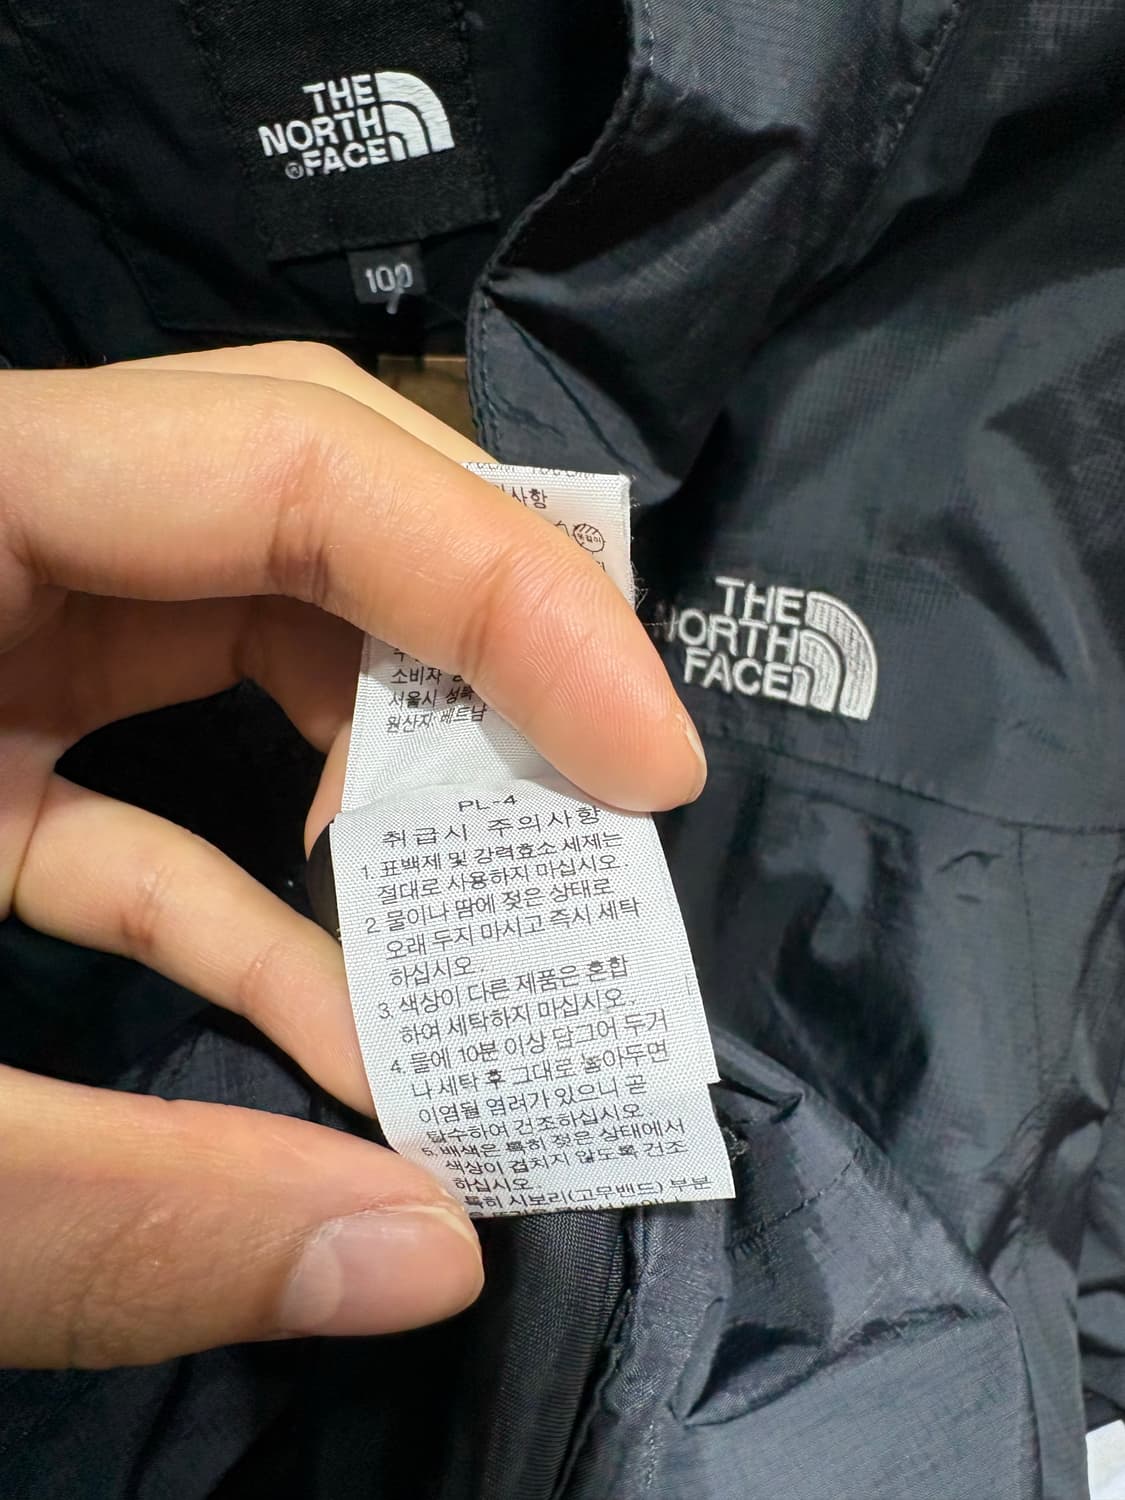 THE
NORTH
FACE
100
사항
소비자
서울시 성북
원산지 베트남
THE
NORTH
FACE
PL-4
취급시 주의사항
1. 표백제 및 강력효소세제는
절대로 사용하지 마십시오.
2. 물이나 땀에 젖은 상태로
오래 두지 마시고 즉시 세탁
하십시오.
3. 색상이 다른 제품은 혼합
하여 세탁하지 마십시오.
4. 물에 10분 이상 담그어 두거
나 세탁 후 그대로 놓아두면
이염될 염려가 있으니 곧
탈수하여 건조하십시오.
5. 배색은 특히 젖은 상태에서
색상이 겹치지 않도록 건조
하십시오.
특히 시보리(고무밴드) 부분